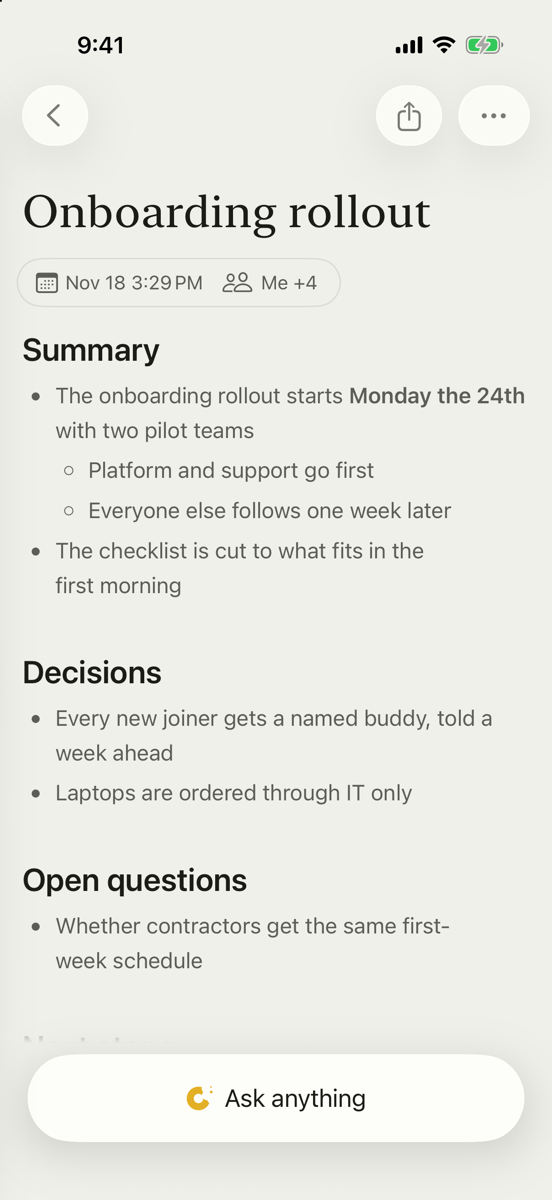 9:41
Onboarding rollout
Nov 18 3:29 PM Me +4
Summary
• The onboarding rollout starts Monday the 24th
with two pilot teams
○ Platform and support go first
○ Everyone else follows one week later
• The checklist is cut to what fits in the
first morning
Decisions
• Every new joiner gets a named buddy, told a
week ahead
• Laptops are ordered through IT only
Open questions
• Whether contractors get the same first-
week schedule
Ask anything